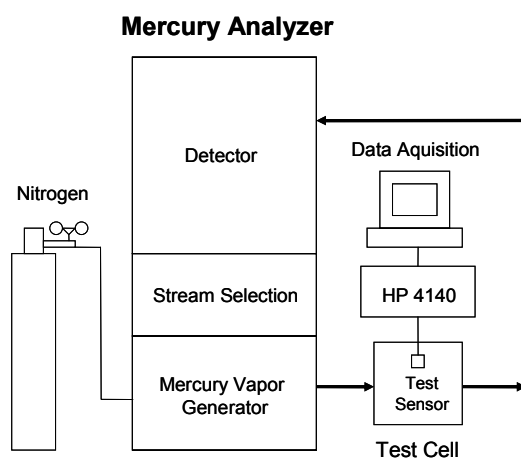 Mercury Analyzer
Detector
Data Aquisition
Nitrogen
Stream Selection
HP 4140
Mercury Vapor
Generator
Test
Sensor
Test Cell